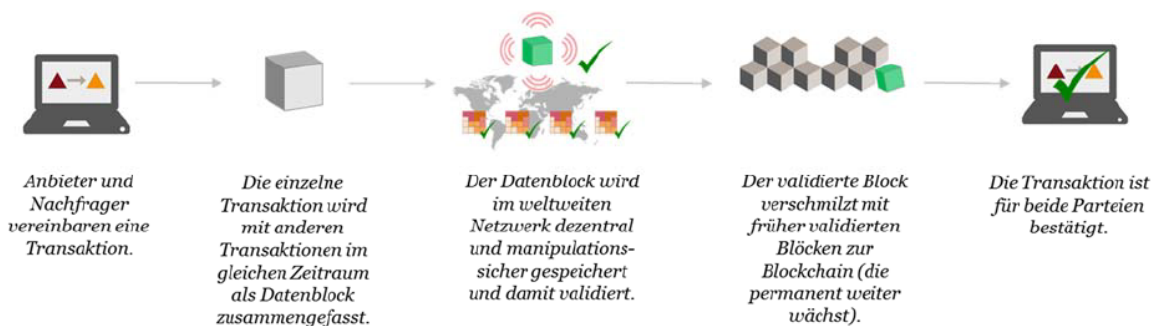 Anbieter und
Nachfrager
vereinbaren eine
Transaktion.
Die einzelne
Transaktion wird
mit anderen
Transaktionen im
gleichen Zeitraum
als Datenblock
zusammengefasst.
Der Datenblock wird
im weltweiten
Netzwerk dezentral
und manipulations-
sicher gespeichert
und damit validiert.
Der validierte Block
verschmilzt mit
früher validierten
Blöcken zur
Blockchain (die
permanent weiter
wächst).
Die Transaktion ist
für beide Parteien
bestätigt.